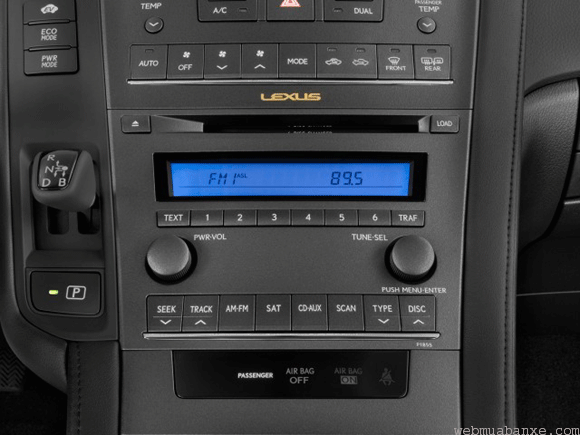 TEMP
A/C
DUAL
PASSENGER
TEMP
ECO
MODE
PWR
MODE
AUTO
OFF
MODE
FRONT
REAR
LEXUS
LOAD
FM1 ASL 89.5
TEXT 1 2 3 4 5 6 TRAF
PWR·VOL
TUNE·SEL
PUSH MENU·ENTER
R
N
D B
P
SEEK TRACK AM·FM SAT CD·AUX SCAN TYPE DISC
P1855
PASSENGER
AIR BAG
OFF
AIR BAG
ON
webmuabanxe.com